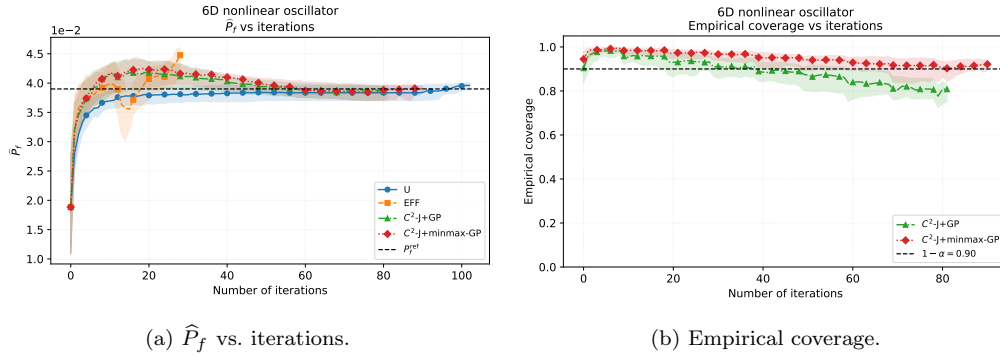 6D nonlinear oscillator
P̂_f vs iterations
1e−2
4.5
4.0
3.5
3.0
2.5
2.0
1.5
1.0
P̂_f
0
20
40
60
80
100
Number of iterations
U
EFF
C²-J+GP
C²-J+minmax-GP
P_f^ref
(a) P̂_f vs. iterations.
6D nonlinear oscillator
Empirical coverage vs iterations
1.0
0.8
0.6
0.4
0.2
0.0
Empirical coverage
0
20
40
60
80
Number of iterations
C²-J+GP
C²-J+minmax-GP
1 − α = 0.90
(b) Empirical coverage.